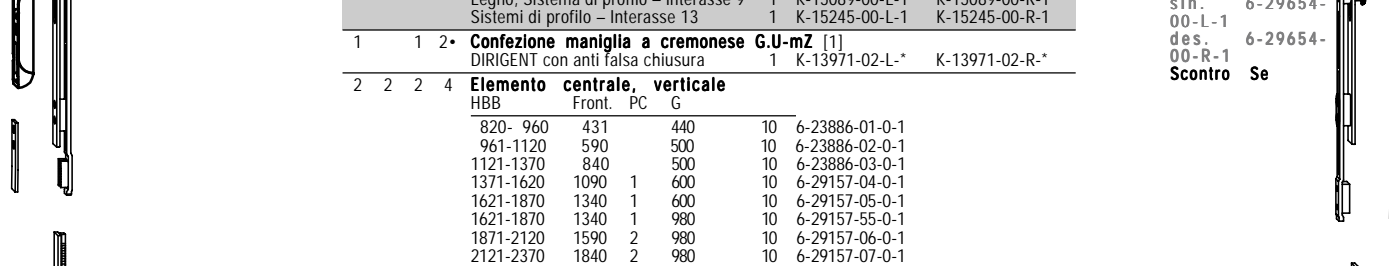 Legno, Sistema di profilo – Interasse 9 1 K-15089-00-L-1 K-15089-00-R-1
Sistemi di profilo – Interasse 13 1 K-15245-00-L-1 K-15245-00-R-1
1 1 2• Confezione maniglia a cremonese G.U-mZ [1]
DIRIGENT con anti falsa chiusura 1 K-13971-02-L-* K-13971-02-R-*
2 2 2 4 Elemento centrale, verticale
HBB Front. PC G
820- 960 431 440 10 6-23886-01-0-1
961-1120 590 500 10 6-23886-02-0-1
1121-1370 840 500 10 6-23886-03-0-1
1371-1620 1090 1 600 10 6-29157-04-0-1
1621-1870 1340 1 600 10 6-29157-05-0-1
1621-1870 1340 1 980 10 6-29157-55-0-1
1871-2120 1590 2 980 10 6-29157-06-0-1
2121-2370 1840 2 980 10 6-29157-07-0-1
sin. 6-29654-
00-L-1
des. 6-29654-
00-R-1
Scontro Se